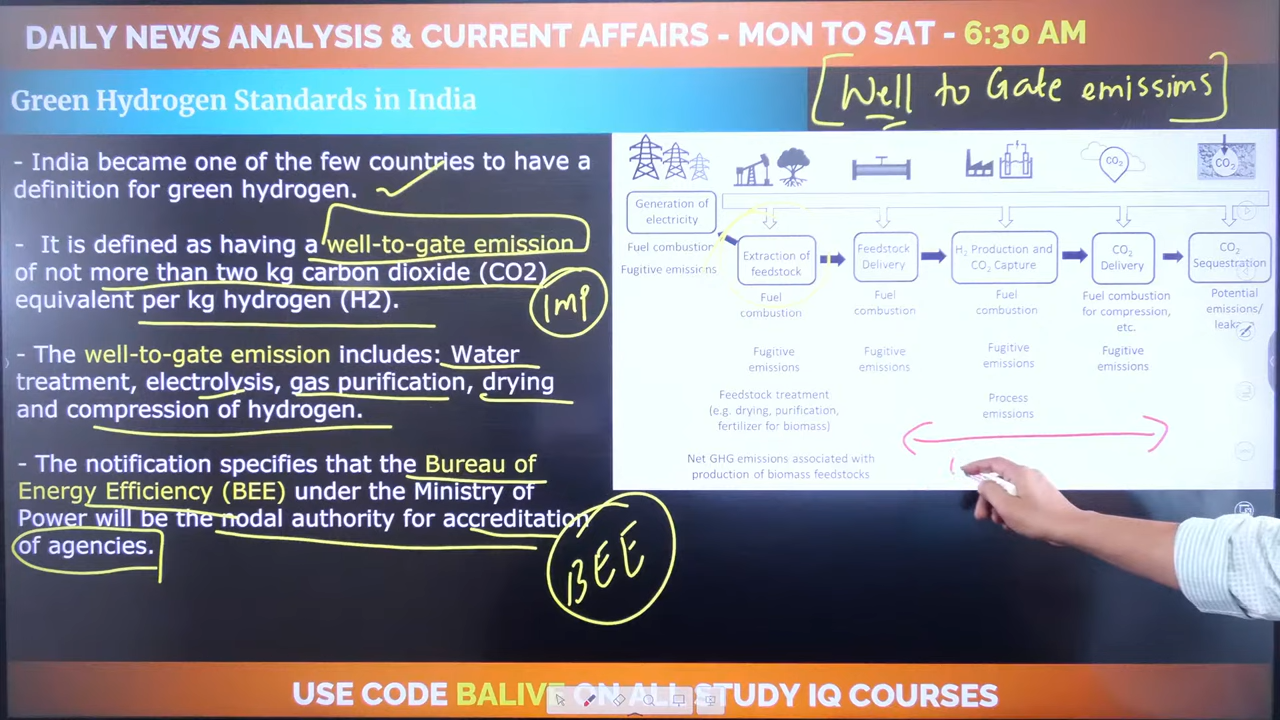 DAILY NEWS ANALYSIS & CURRENT AFFAIRS - MON TO SAT - 6:30 AM
Green Hydrogen Standards in India
[Well to Gate emissims]
- India became one of the few countries to have a
definition for green hydrogen.
- It is defined as having a well-to-gate emission
of not more than two kg carbon dioxide (CO2)
equivalent per kg hydrogen (H2).
IMP
- The well-to-gate emission includes: Water
treatment, electrolysis, gas purification, drying
and compression of hydrogen.
- The notification specifies that the Bureau of
Energy Efficiency (BEE) under the Ministry of
Power will be the nodal authority for accreditation
of agencies.
BEE
CO₂
CO₂
Generation of
electricity
Fuel combustion
Fugitive emissions
Extraction of
feedstock
Fuel
combustion
Fugitive
emissions
Feedstock treatment
(e.g. drying, purification,
fertilizer for biomass)
Net GHG emissions associated with
production of biomass feedstocks
Feedstock
Delivery
Fuel
combustion
Fugitive
emissions
H₂ Production and
CO₂ Capture
Fuel
combustion
Fugitive
emissions
Process
emissions
CO₂
Delivery
Fuel combustion
for compression,
etc.
Fugitive
emissions
CO₂
Sequestration
Potential
emissions/
USE CODE BALIVE ON ALL STUDY IQ COURSES